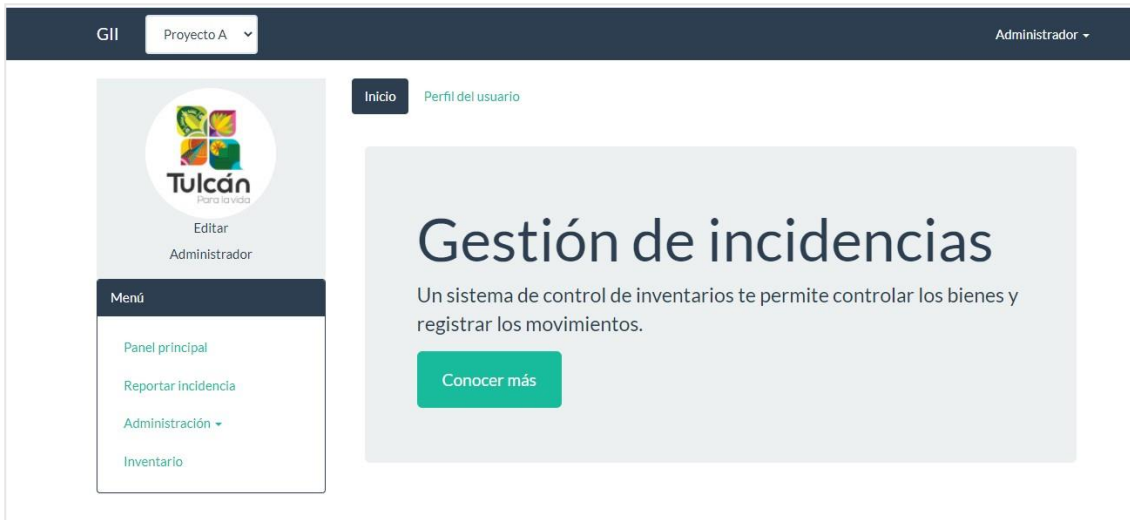 GII
Proyecto A
Administrador
Inicio
Perfil del usuario
Tulcán
Para la vida
Editar
Administrador
Menú
Panel principal
Reportar incidencia
Administración
Inventario
Gestión de incidencias
Un sistema de control de inventarios te permite controlar los bienes y
registrar los movimientos.
Conocer más